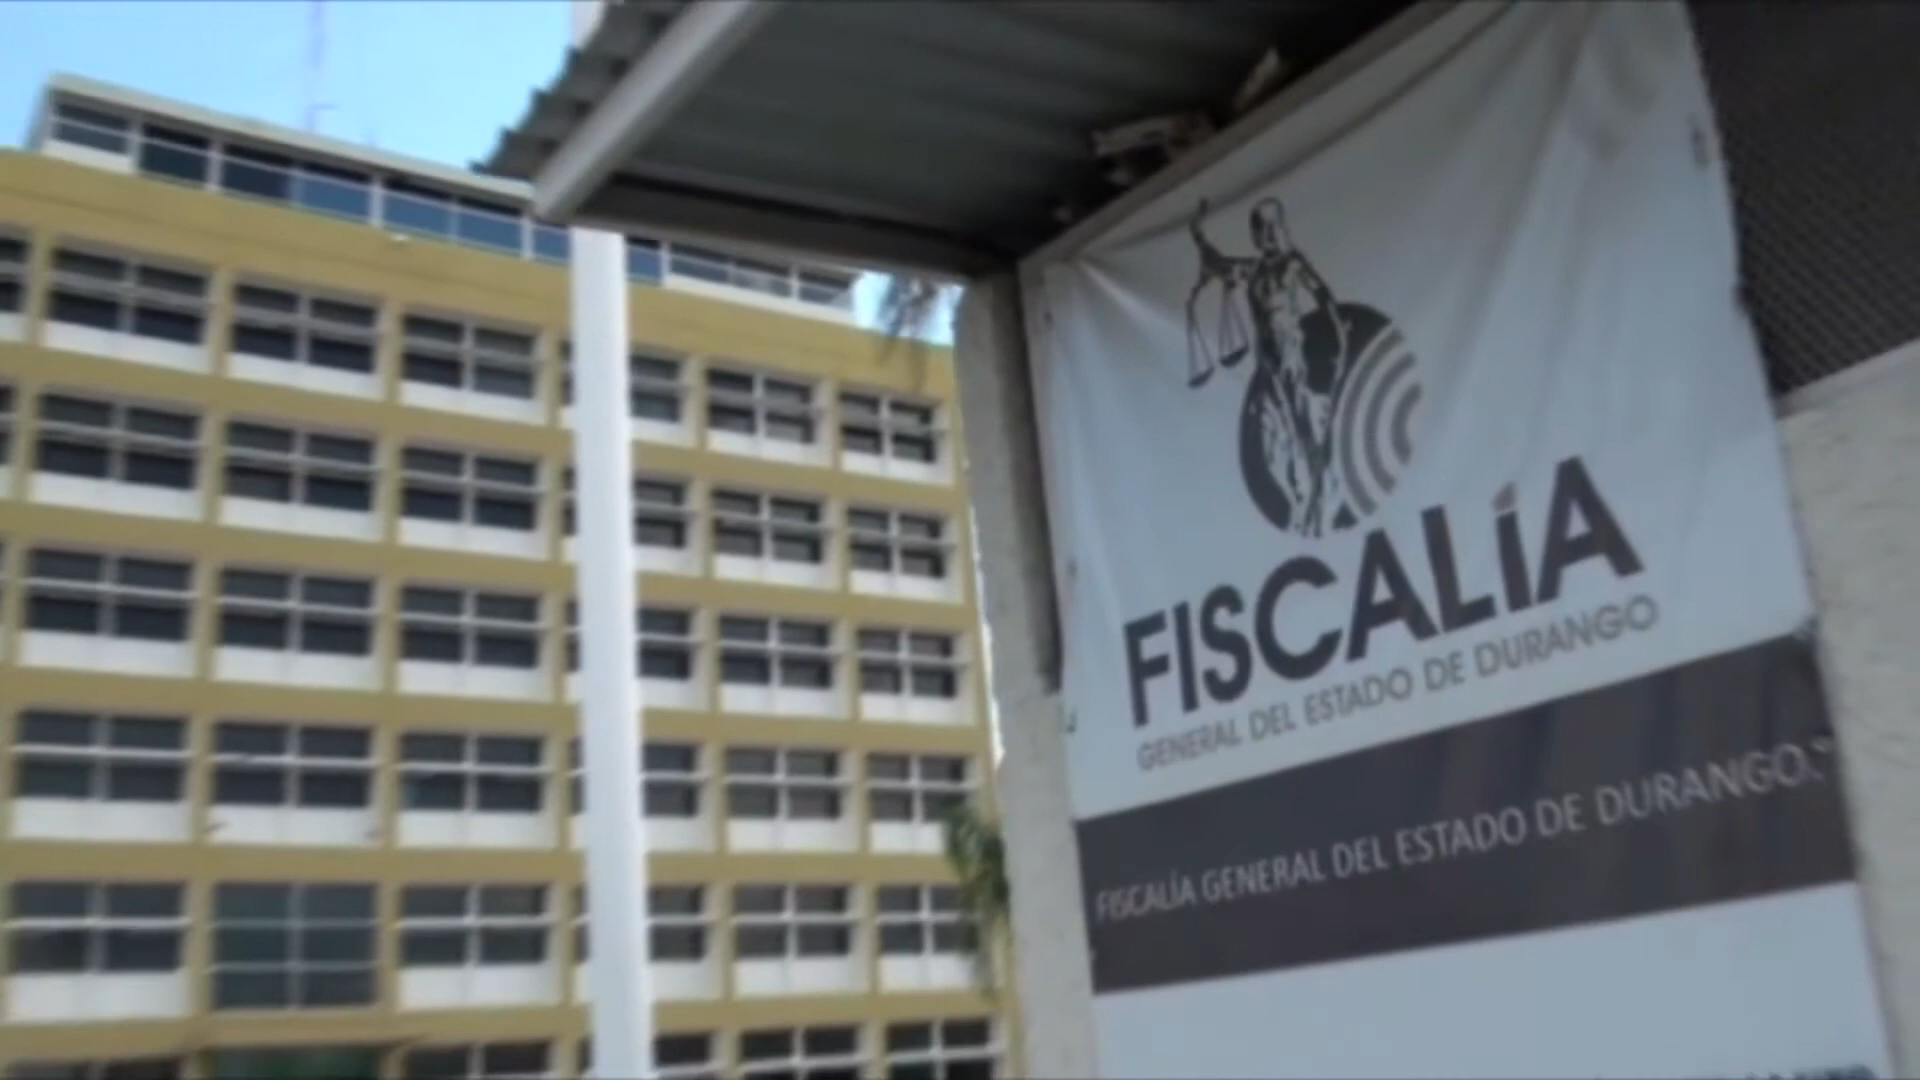 FISCALÍA
GENERAL DEL ESTADO DE DURANGO
FISCALÍA GENERAL DEL ESTADO DE DURANGO."